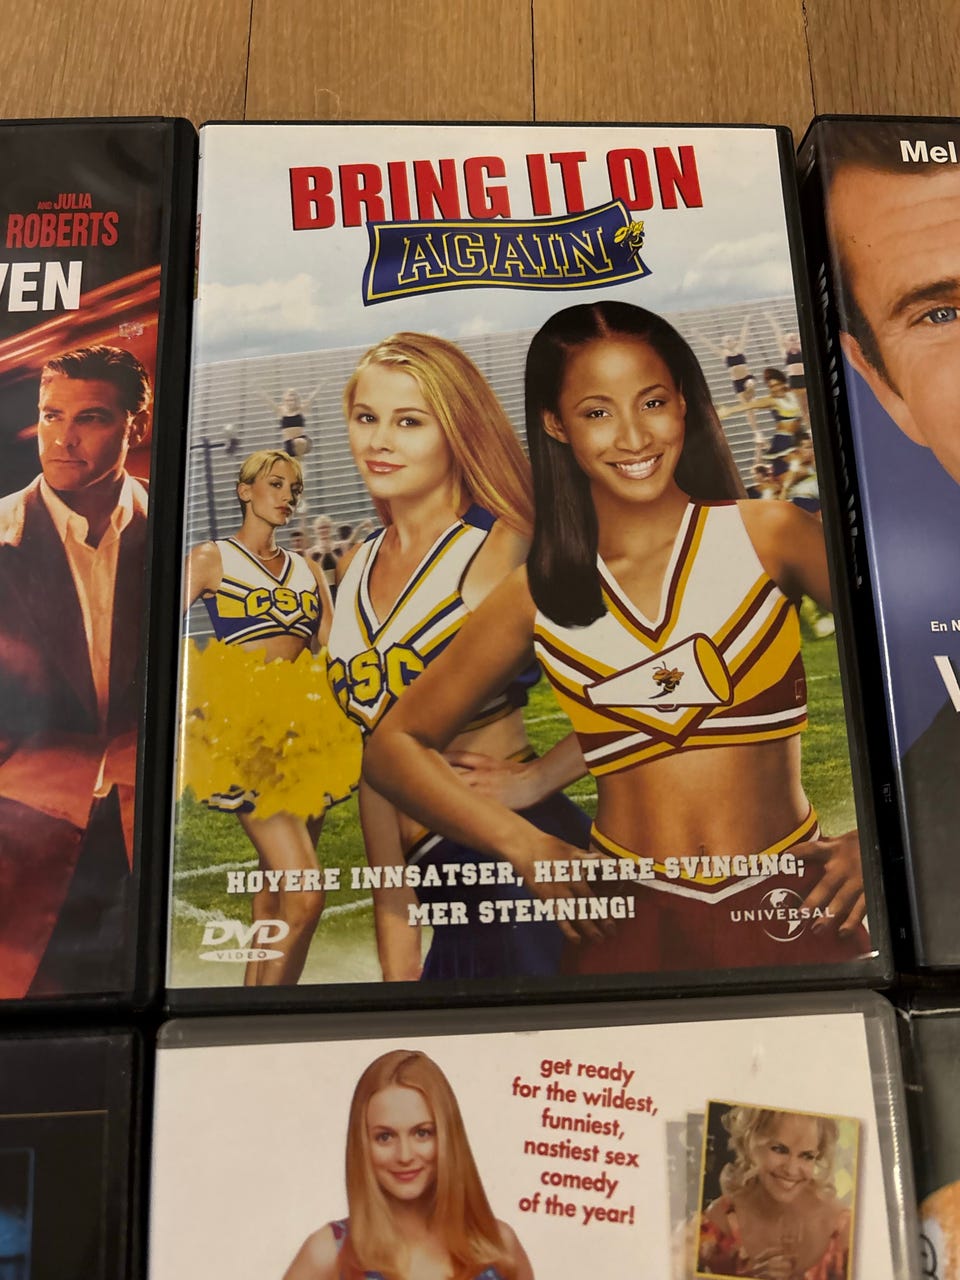 AND JULIA
ROBERTS
VEN
BRING IT ON
AGAIN
Mel
CSC
CSC
En N
HØYERE INNSATSER, HEITERE SVINGING;
MER STEMNING!
DVD
VIDEO
UNIVERSAL
get ready
for the wildest,
funniest,
nastiest sex
comedy
of the year!